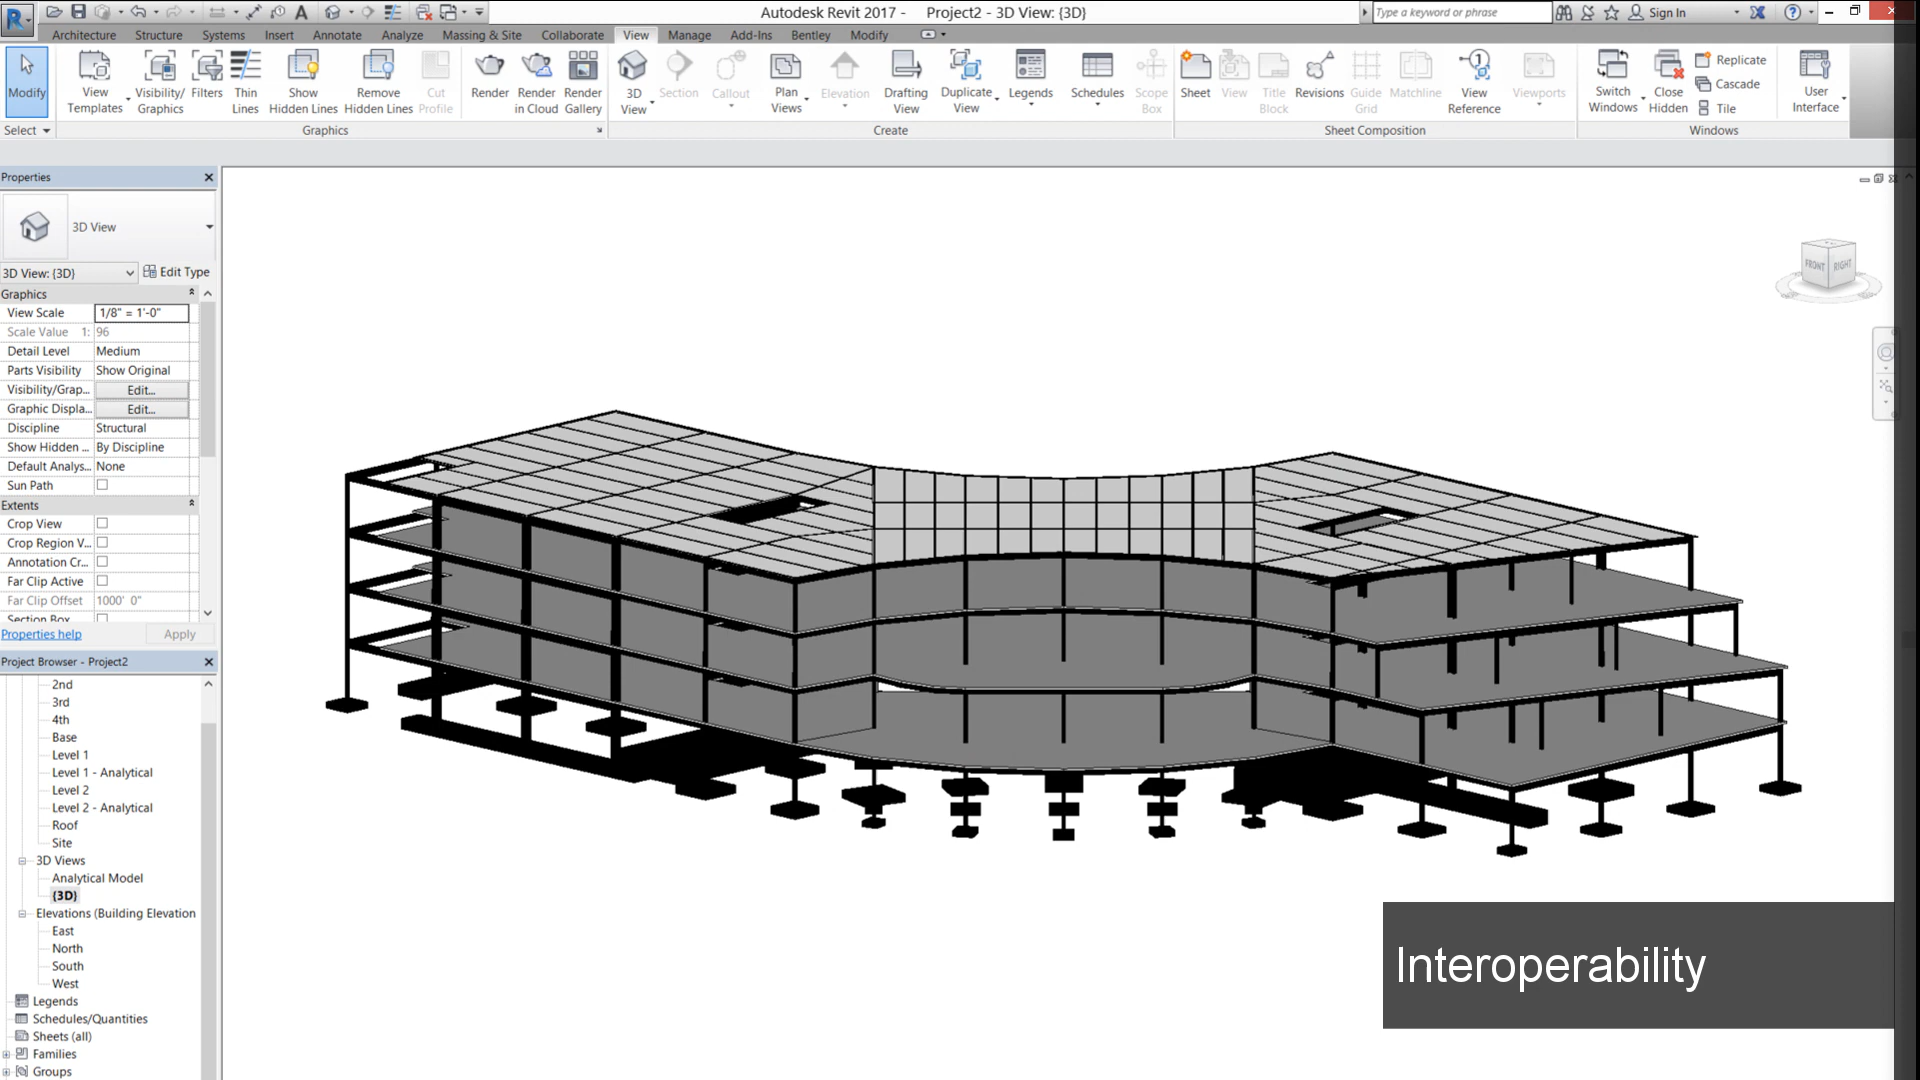 Autodesk Revit 2017 -    Project2 - 3D View: {3D}
Type a keyword or phrase
Sign In
Architecture Structure Systems Insert Annotate Analyze Massing & Site Collaborate View Manage Add-Ins Bentley Modify
Modify
View Templates
Visibility/ Graphics
Filters
Thin Lines
Show Hidden Lines
Remove Hidden Lines
Cut Profile
Render
Render in Cloud
Render Gallery
3D View
Section
Callout
Plan Views
Elevation
Drafting View
Duplicate View
Legends
Schedules
Scope Box
Sheet
View
Title Block
Revisions
Guide Grid
Matchline
View Reference
Viewports
Switch Windows
Close Hidden
Replicate
Cascade
Tile
User Interface
Select
Graphics
Create
Sheet Composition
Windows
Properties
3D View
3D View: {3D}
Edit Type
Graphics
View Scale 1/8" = 1'-0"
Scale Value 1: 96
Detail Level Medium
Parts Visibility Show Original
Visibility/Grap... Edit...
Graphic Displa... Edit...
Discipline Structural
Show Hidden ... By Discipline
Default Analys... None
Sun Path
Extents
Crop View
Crop Region V...
Annotation Cr...
Far Clip Active
Far Clip Offset 1000' 0"
Section Box
Properties help
Apply
Project Browser - Project2
2nd
3rd
4th
Base
Level 1
Level 1 - Analytical
Level 2
Level 2 - Analytical
Roof
Site
3D Views
Analytical Model
{3D}
Elevations (Building Elevation
East
North
South
West
Legends
Schedules/Quantities
Sheets (all)
Families
Groups
FRONT
RIGHT
Interoperability